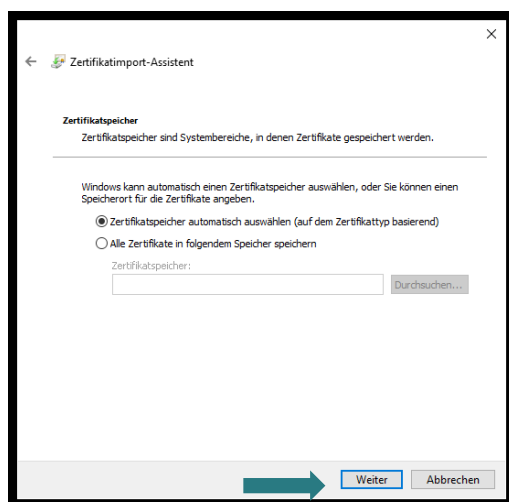 Zertifikatimport-Assistent
Zertifikatspeicher
Zertifikatspeicher sind Systembereiche, in denen Zertifikate gespeichert werden.
Windows kann automatisch einen Zertifikatspeicher auswählen, oder Sie können einen
Speicherort für die Zertifikate angeben.
Zertifikatspeicher automatisch auswählen (auf dem Zertifikattyp basierend)
Alle Zertifikate in folgendem Speicher speichern
Zertifikatspeicher:
Durchsuchen...
Weiter
Abbrechen